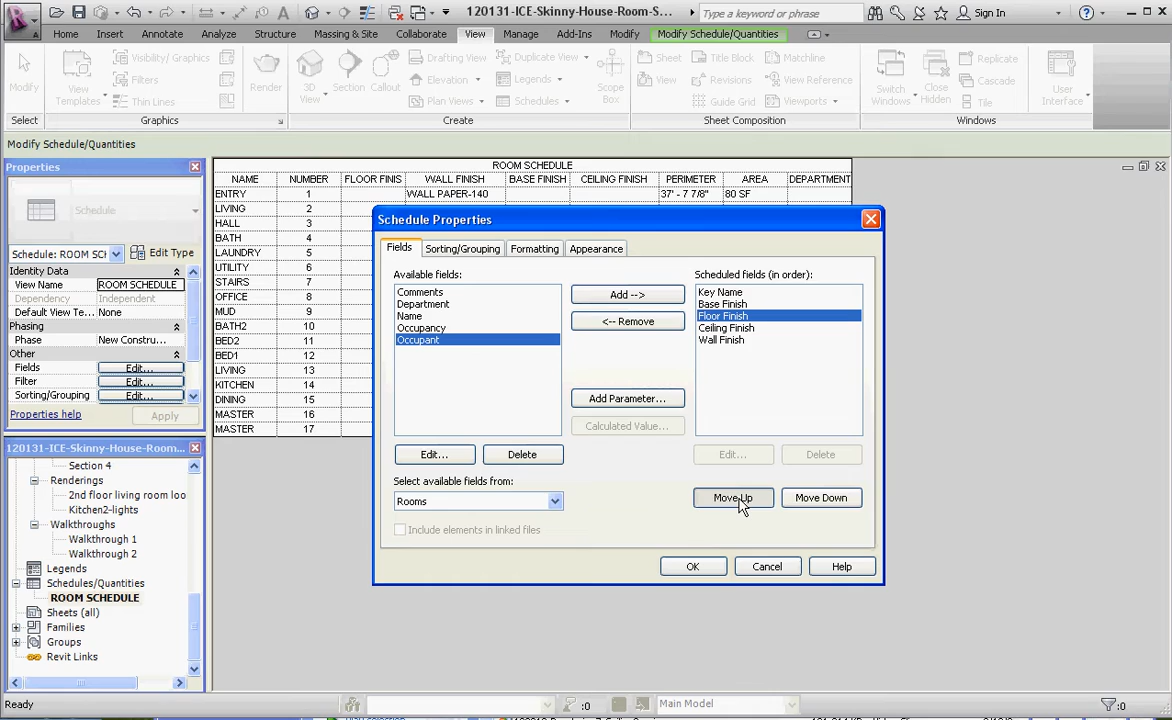 120131-ICE-Skinny-House-Room-S...
Type a keyword or phrase
Sign In
Home Insert Annotate Analyze Structure Massing & Site Collaborate View Manage Add-Ins Modify Modify Schedule/Quantities
Modify
View Templates
Visibility/ Graphics
Filters
Thin Lines
Render
3D View
Section
Callout
Drafting View
Elevation
Plan Views
Duplicate View
Legends
Schedules
Scope Box
Sheet
View
Title Block
Revisions
Guide Grid
Matchline
View Reference
Viewports
Switch Windows
Close Hidden
Replicate
Cascade
Tile
User Interface
Select Graphics Create Sheet Composition Windows
Modify Schedule/Quantities
Properties
Schedule
Schedule: ROOM SCH Edit Type
Identity Data
View Name ROOM SCHEDULE
Dependency Independent
Default View Te... None
Phasing
Phase New Constru...
Other
Fields Edit...
Filter Edit...
Sorting/Grouping Edit...
Properties help Apply
120131-ICE-Skinny-House-Room...
Section 4
Renderings
2nd floor living room loo
Kitchen2-lights
Walkthroughs
Walkthrough 1
Walkthrough 2
Legends
Schedules/Quantities
ROOM SCHEDULE
Sheets (all)
Families
Groups
Revit Links
ROOM SCHEDULE
NAME NUMBER FLOOR FINIS WALL FINISH BASE FINISH CEILING FINISH PERIMETER AREA DEPARTMENT
ENTRY 1 WALL PAPER-140 37' - 7 7/8" 80 SF
LIVING 2
HALL 3
BATH 4
LAUNDRY 5
UTILITY 6
STAIRS 7
OFFICE 8
MUD 9
BATH2 10
BED2 11
BED1 12
LIVING 13
KITCHEN 14
DINING 15
MASTER 16
MASTER 17
Schedule Properties
Fields Sorting/Grouping Formatting Appearance
Available fields:
Comments
Department
Name
Occupancy
Occupant
Add -->
<-- Remove
Add Parameter...
Calculated Value...
Scheduled fields (in order):
Key Name
Base Finish
Floor Finish
Ceiling Finish
Wall Finish
Edit... Delete Edit... Delete
Select available fields from:
Rooms
Move Up Move Down
Include elements in linked files
OK Cancel Help
Ready :0 Main Model :0